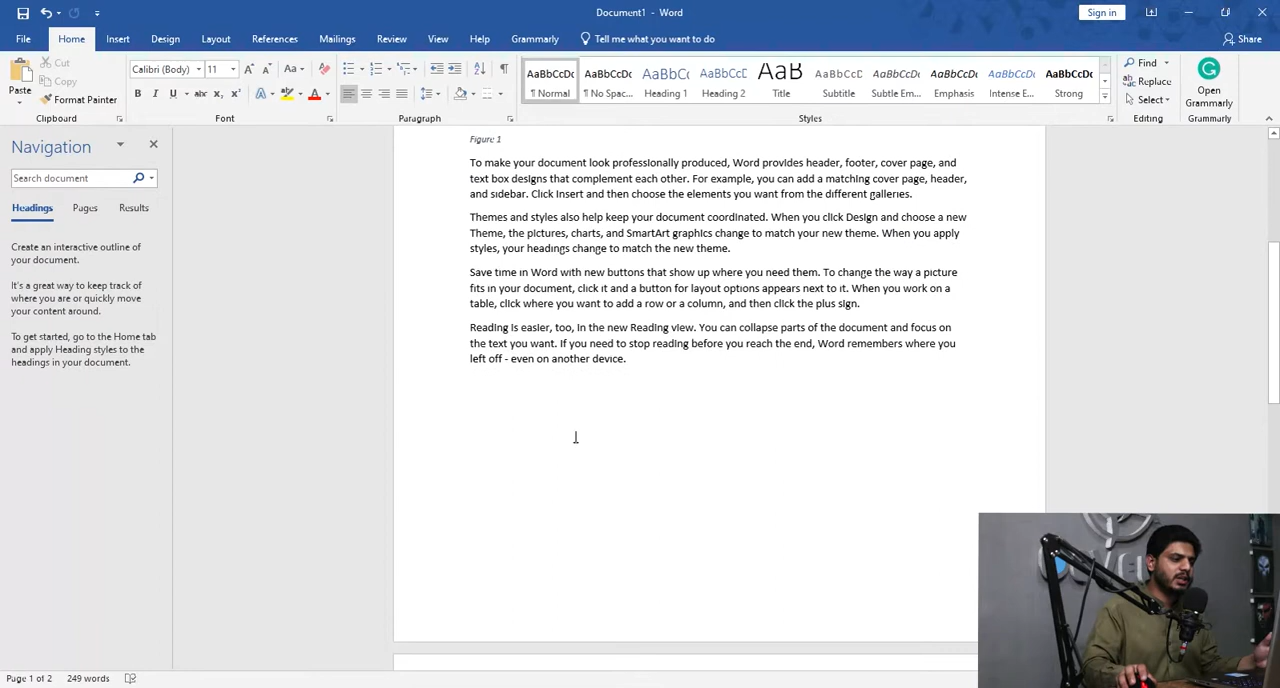 Document1 - Word
Sign in
File Home Insert Design Layout References Mailings Review View Help Grammarly Tell me what you want to do
Share
Paste
Cut
Copy
Format Painter
Clipboard
Calibri (Body) 11
Font
Paragraph
AaBbCcDc AaBbCcDc AaBbCc AaBbCcD AaB AaBbCcD AaBbCcDc AaBbCcDc AaBbCcDc AaBbCcDc
¶ Normal ¶ No Spac... Heading 1 Heading 2 Title Subtitle Subtle Em... Emphasis Intense E... Strong
Styles
Find
Replace
Select
Editing
Open
Grammarly
Grammarly
Navigation
Search document
Headings Pages Results
Create an interactive outline of
your document.
It's a great way to keep track of
where you are or quickly move
your content around.
To get started, go to the Home tab
and apply Heading styles to the
headings in your document.
Figure 1
To make your document look professionally produced, Word provides header, footer, cover page, and
text box designs that complement each other. For example, you can add a matching cover page, header,
and sidebar. Click Insert and then choose the elements you want from the different galleries.
Themes and styles also help keep your document coordinated. When you click Design and choose a new
Theme, the pictures, charts, and SmartArt graphics change to match your new theme. When you apply
styles, your headings change to match the new theme.
Save time in Word with new buttons that show up where you need them. To change the way a picture
fits in your document, click it and a button for layout options appears next to it. When you work on a
table, click where you want to add a row or a column, and then click the plus sign.
Reading is easier, too, in the new Reading view. You can collapse parts of the document and focus on
the text you want. If you need to stop reading before you reach the end, Word remembers where you
left off - even on another device.
Page 1 of 2 249 words